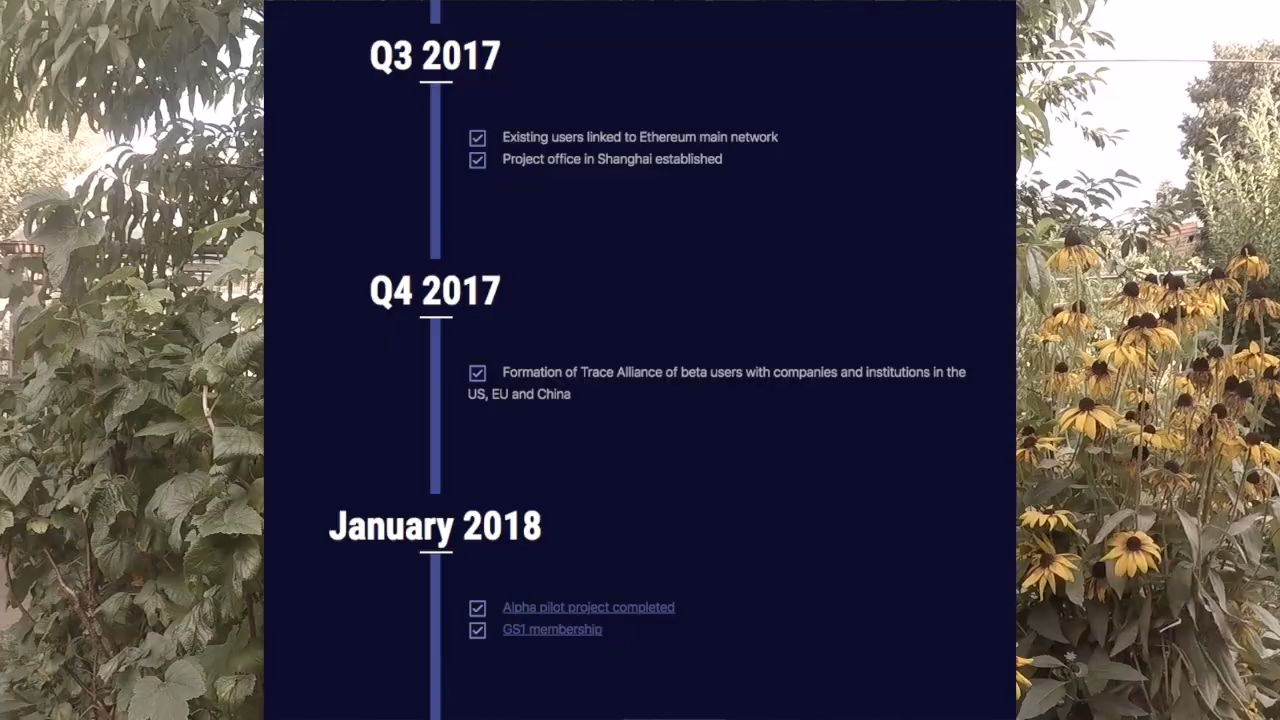 Q3 2017
Existing users linked to Ethereum main network
Project office in Shanghai established
Q4 2017
Formation of Trace Alliance of beta users with companies and institutions in the
US, EU and China
January 2018
Alpha pilot project completed
GS1 membership